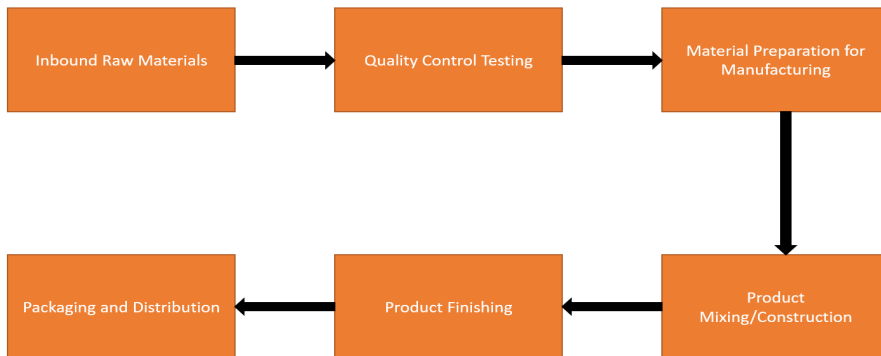 Inbound Raw Materials
Quality Control Testing
Material Preparation for
Manufacturing
Product
Mixing/Construction
Product Finishing
Packaging and Distribution